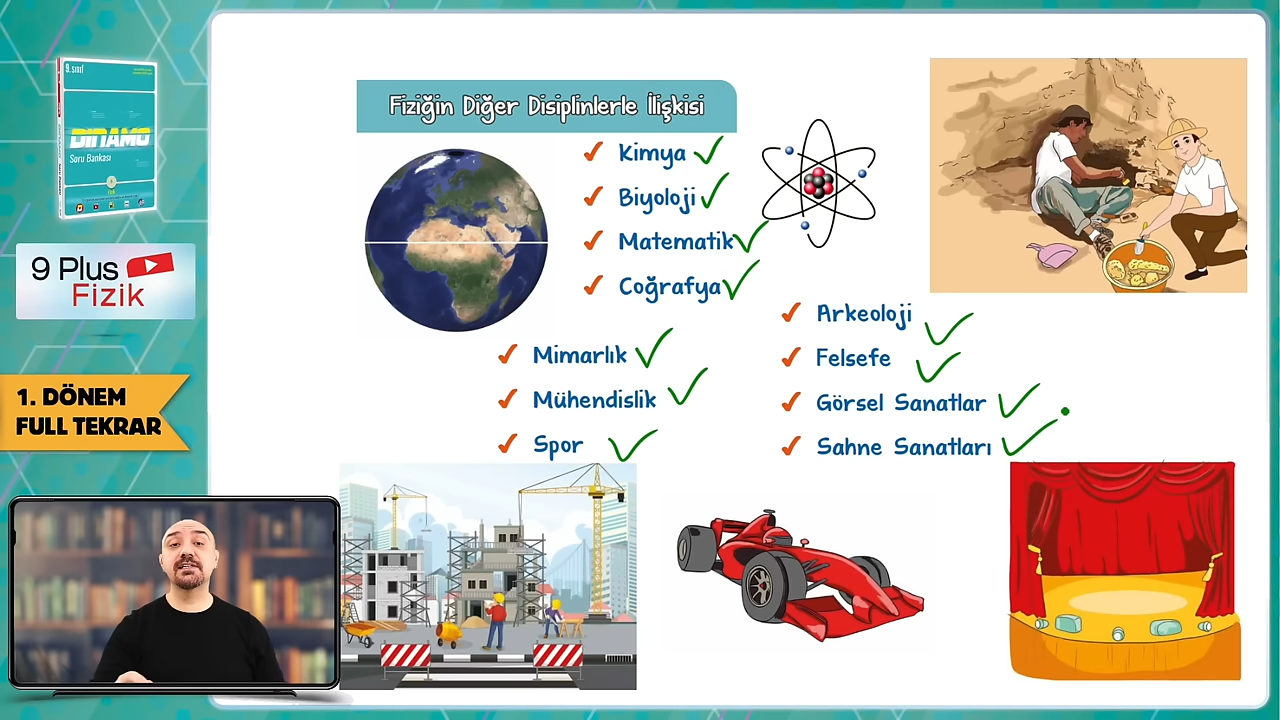 9. sınıf
DİNAMO
Soru Bankası
9 Plus
Fizik
1. DÖNEM
FULL TEKRAR
Fiziğin Diğer Disiplinlerle İlişkisi
Kimya
Biyoloji
Matematik
Coğrafya
Mimarlık
Mühendislik
Spor
Arkeoloji
Felsefe
Görsel Sanatlar
Sahne Sanatları